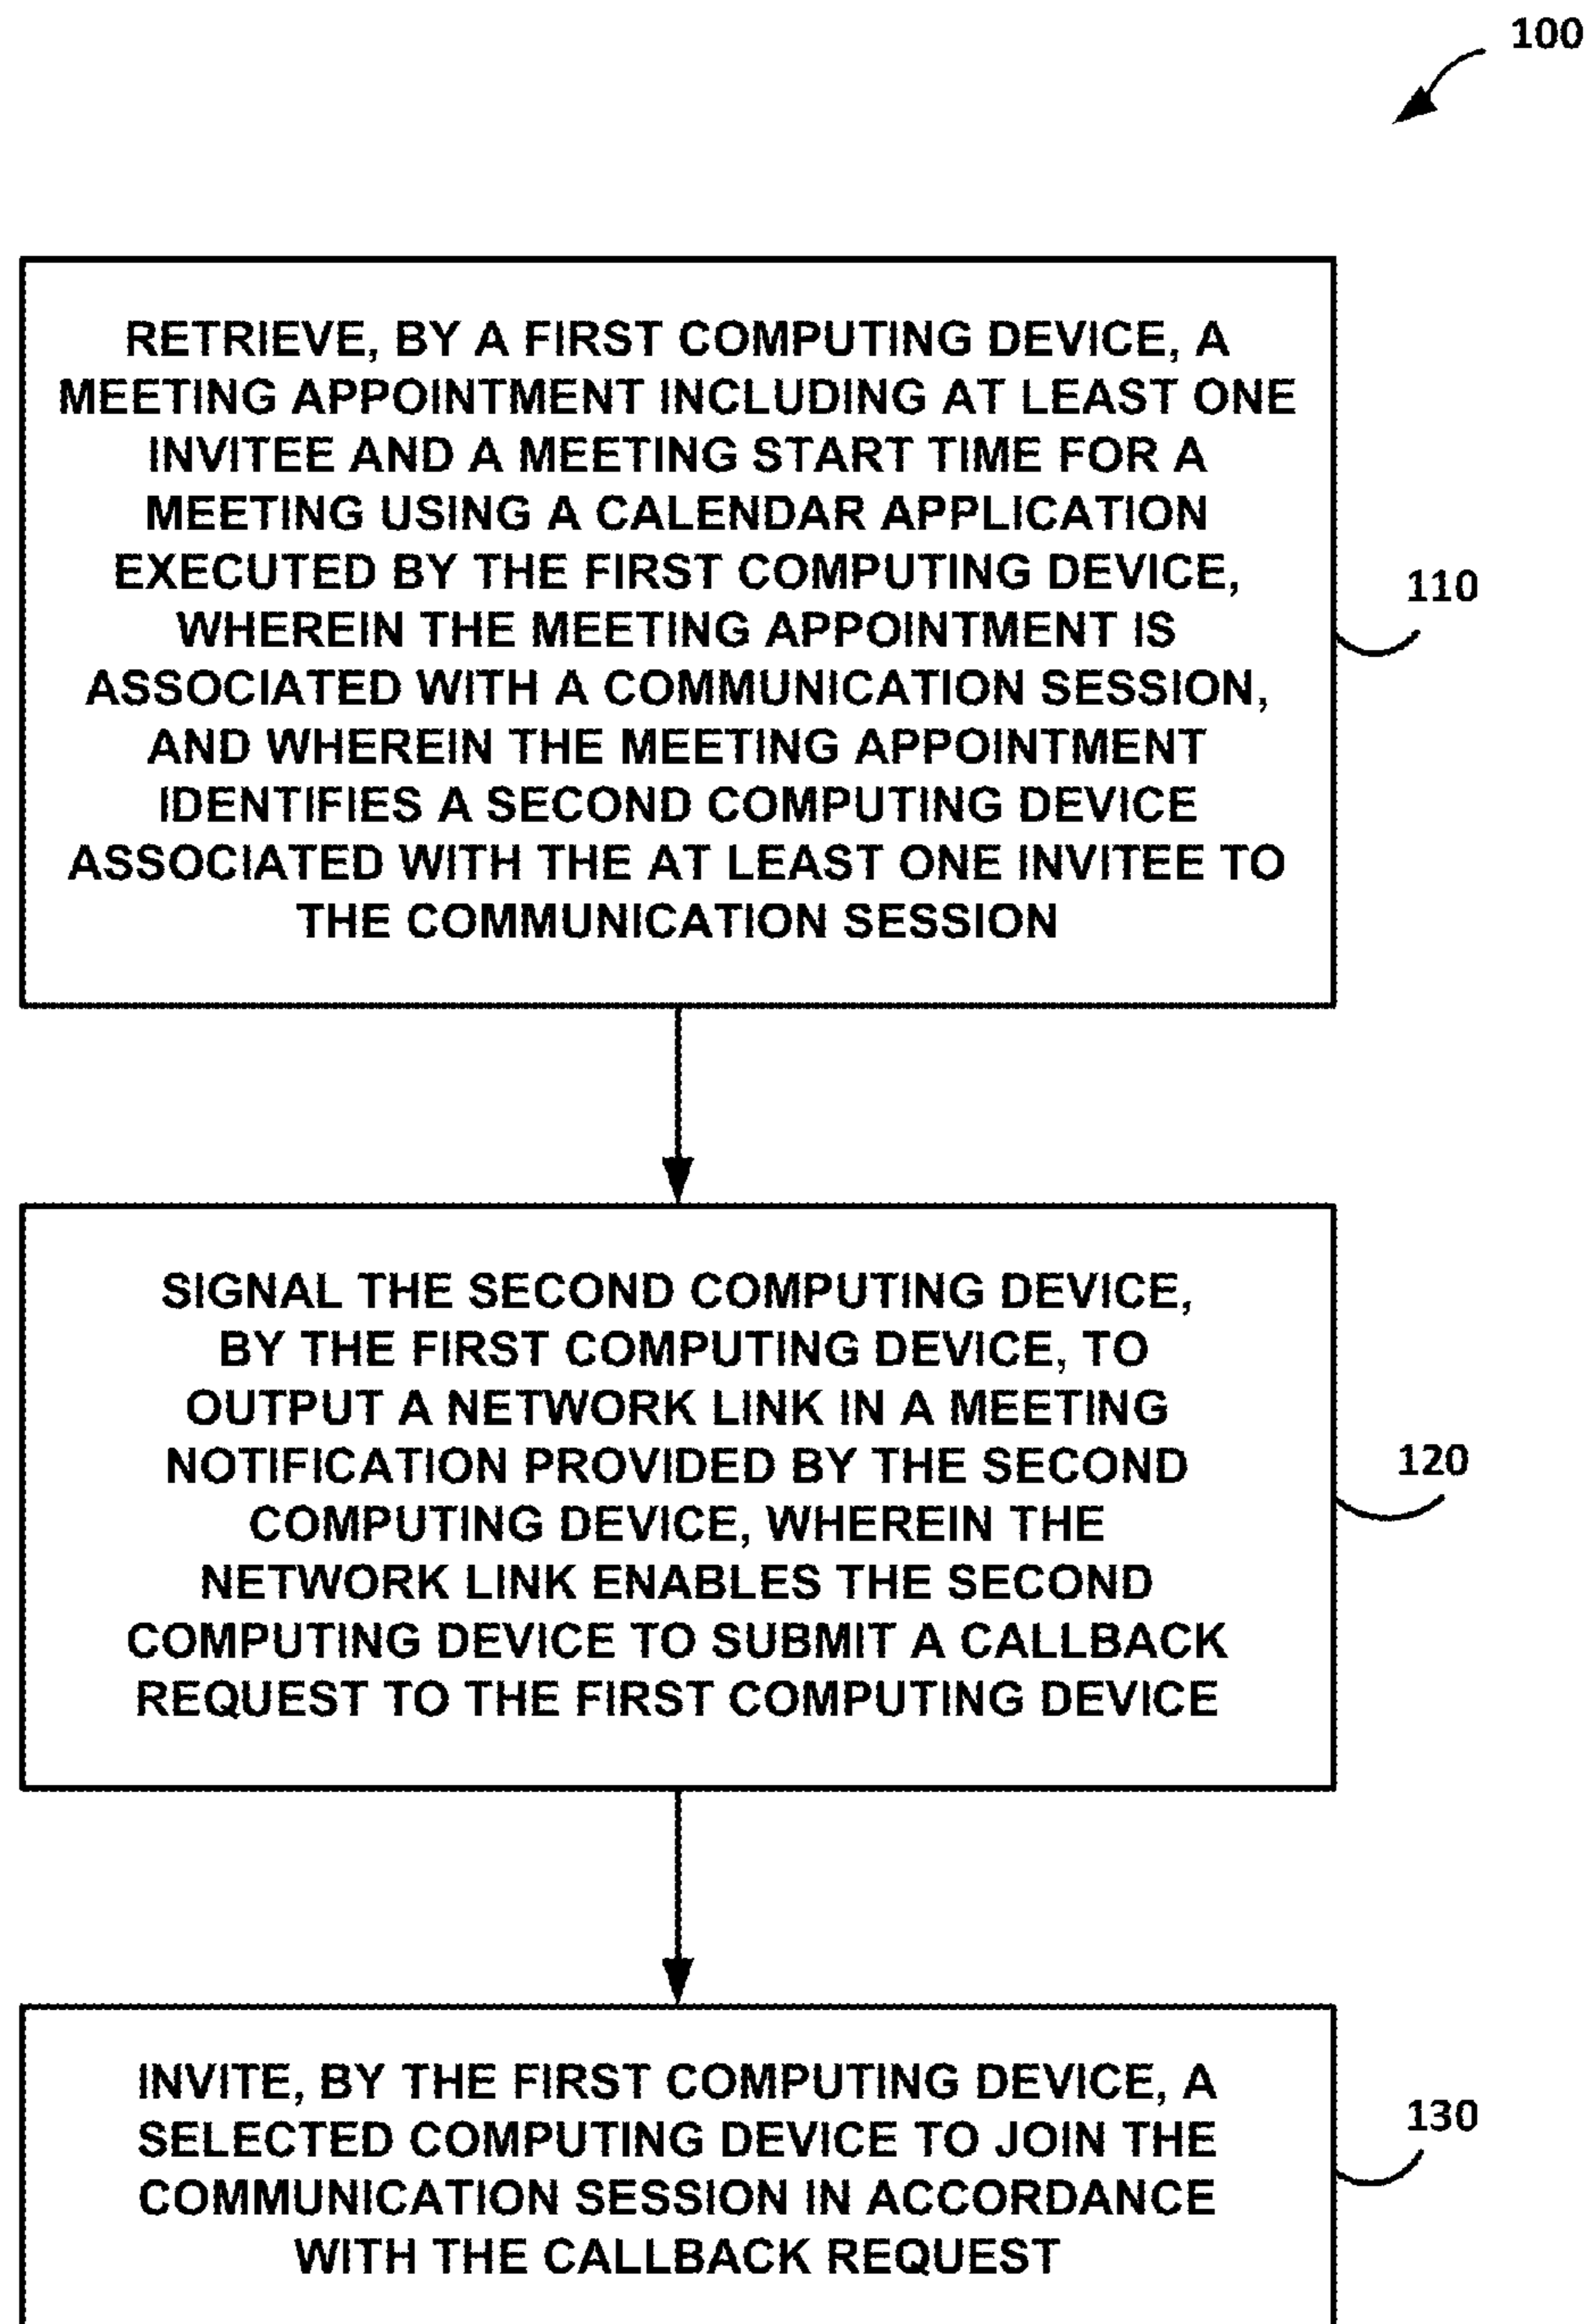 100
RETRIEVE, BY A FIRST COMPUTING DEVICE, A
MEETING APPOINTMENT INCLUDING AT LEAST ONE
INVITEE AND A MEETING START TIME FOR A
MEETING USING A CALENDAR APPLICATION
EXECUTED BY THE FIRST COMPUTING DEVICE,
WHEREIN THE MEETING APPOINTMENT IS
ASSOCIATED WITH A COMMUNICATION SESSION,
AND WHEREIN THE MEETING APPOINTMENT
IDENTIFIES A SECOND COMPUTING DEVICE
ASSOCIATED WITH THE AT LEAST ONE INVITEE TO
THE COMMUNICATION SESSION
110
SIGNAL THE SECOND COMPUTING DEVICE,
BY THE FIRST COMPUTING DEVICE, TO
OUTPUT A NETWORK LINK IN A MEETING
NOTIFICATION PROVIDED BY THE SECOND
COMPUTING DEVICE, WHEREIN THE
NETWORK LINK ENABLES THE SECOND
COMPUTING DEVICE TO SUBMIT A CALLBACK
REQUEST TO THE FIRST COMPUTING DEVICE
120
INVITE, BY THE FIRST COMPUTING DEVICE, A
SELECTED COMPUTING DEVICE TO JOIN THE
COMMUNICATION SESSION IN ACCORDANCE
WITH THE CALLBACK REQUEST
130